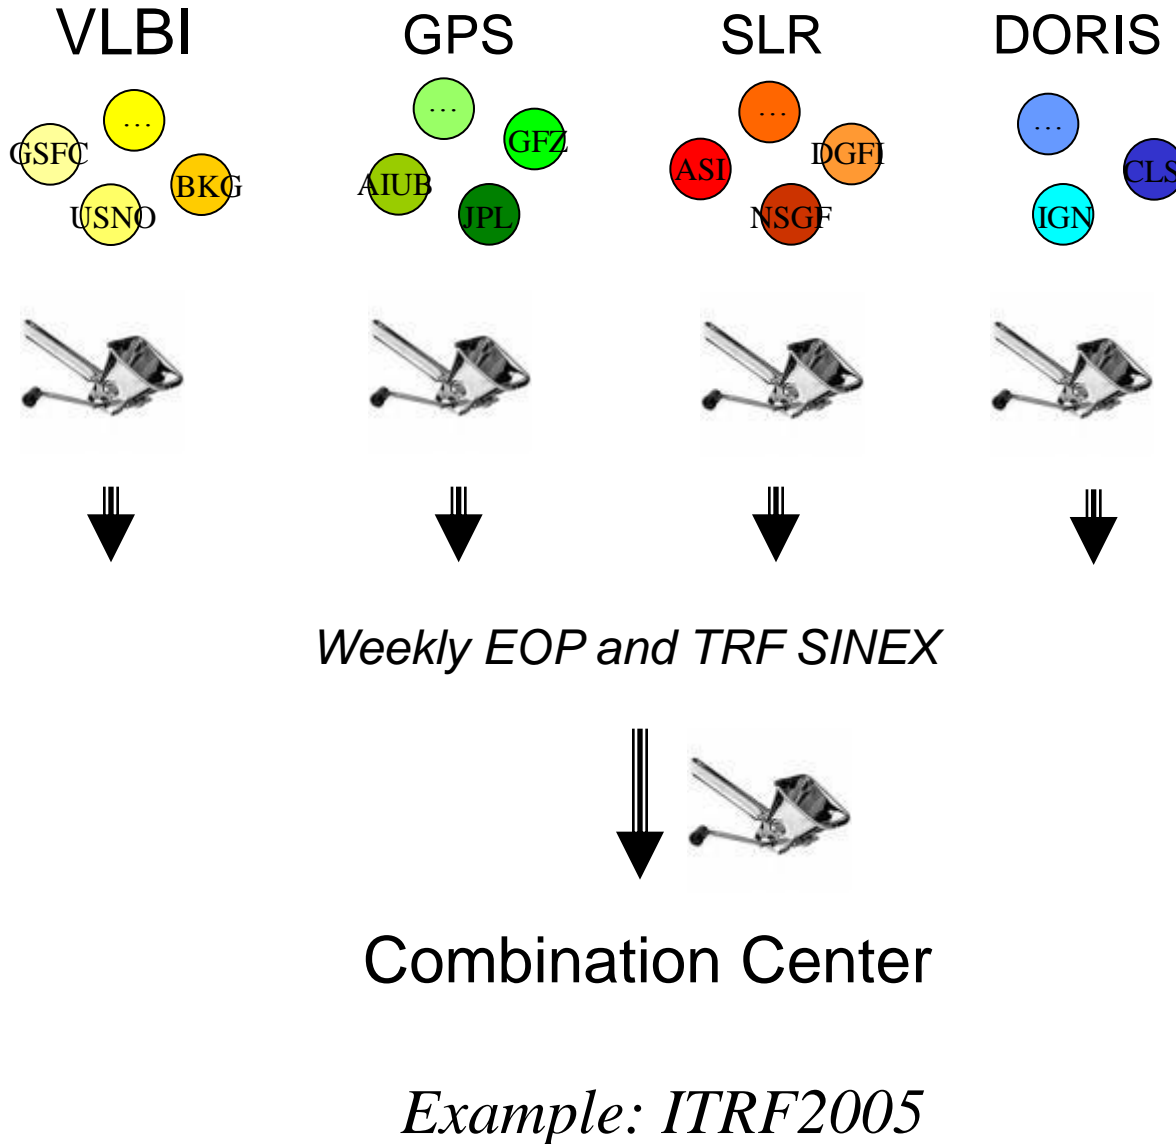 VLBI GPS SLR DORIS
… … … …
GSFC BKG USNO
AIUB GFZ JPL
ASI DGFI NSGF
CLS IGN
Weekly EOP and TRF SINEX
Combination Center
Example: ITRF2005